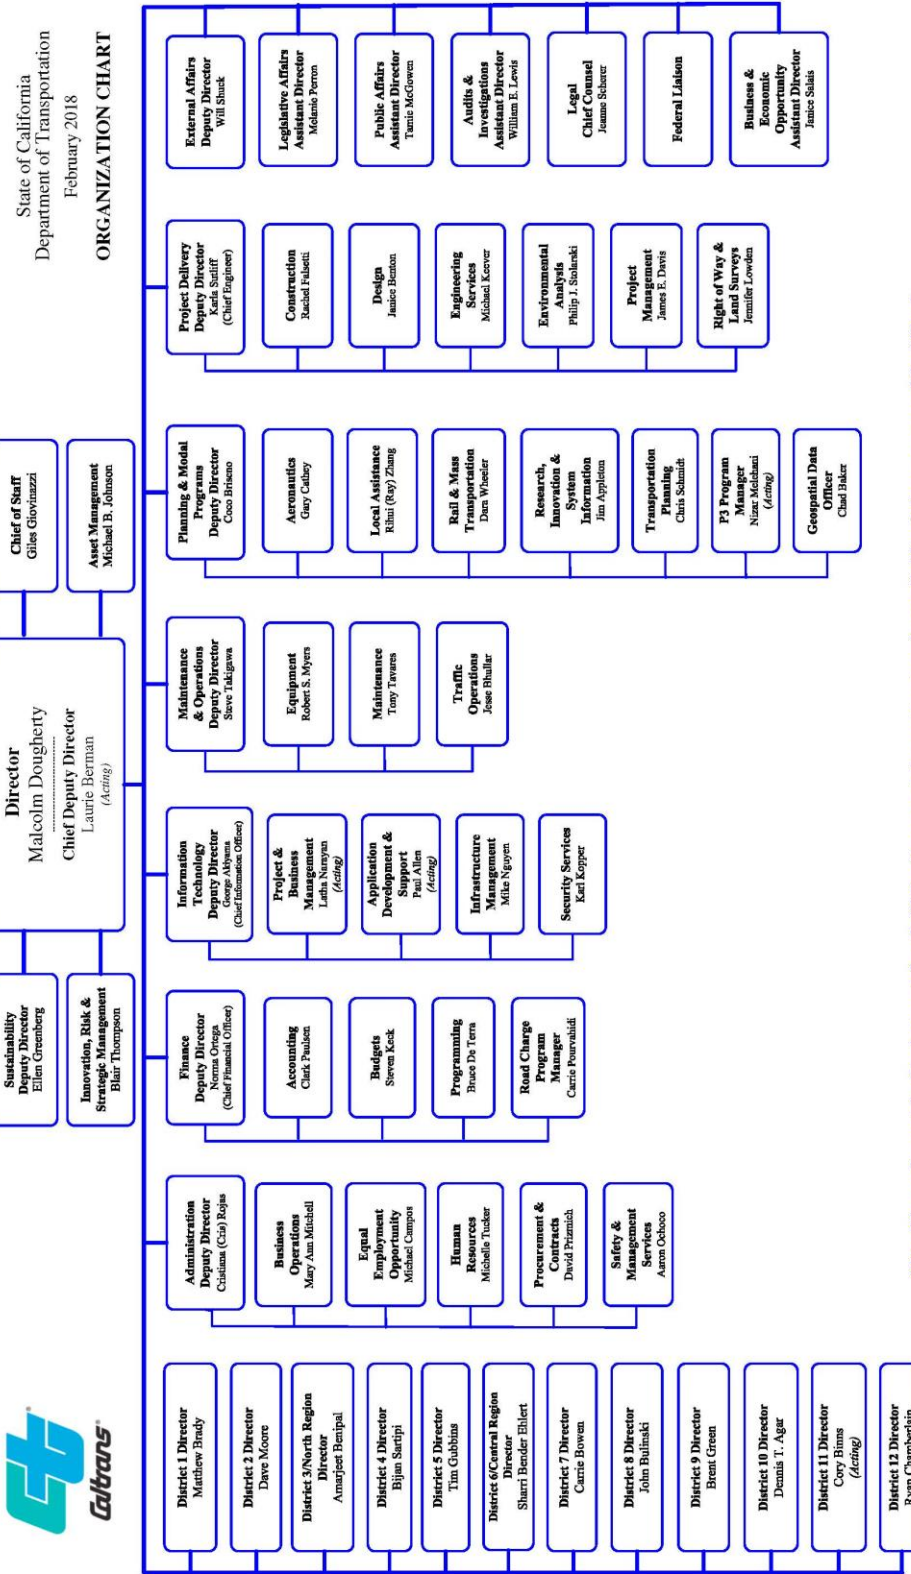 Caltrans
State of California
Department of Transportation
February 2018
ORGANIZATION CHART
Sustainability
Deputy Director
Ellen Greenberg
Innovation, Risk &
Strategic Management
Blair Thompson
Director
Malcolm Dougherty
Chief Deputy Director
Laurie Berman
(Acting)
Chief of Staff
Giles Giovinazzi
Asset Management
Michael B. Johnson
District 1 Director
Matthew Brady
District 2 Director
Dave Moore
District 3/North Region
Director
Amarjeet Benipal
District 4 Director
Bijan Sartipi
District 5 Director
Tim Gubbins
District 6/Central Region
Director
Sharri Bender Ehlert
District 7 Director
Carrie Bowen
District 8 Director
John Bulinski
District 9 Director
Brent Green
District 10 Director
Dennis T. Agar
District 11 Director
Cory Binns
(Acting)
District 12 Director
Ryan Chamberlain
Administration
Deputy Director
Cristiana (Cris) Rojas
Business
Operations
Mary Ann Mitchell
Equal
Employment
Opportunity
Michael Campos
Human
Resources
Michelle Tucker
Procurement &
Contracts
David Prizmich
Safety &
Management
Services
Aaron Ochoco
Finance
Deputy Director
Norma Ortega
(Chief Financial Officer)
Accounting
Clark Paulsen
Budgets
Steven Keck
Programming
Bruce De Terra
Road Charge
Program
Manager
Carrie Pourvahidi
Information
Technology
Deputy Director
George Akiyama
(Chief Information Officer)
Project &
Business
Management
Latha Narayan
(Acting)
Application
Development &
Support
Paul Allen
(Acting)
Infrastructure
Management
Mike Nguyen
Security Services
Karl Kopper
Maintenance
& Operations
Deputy Director
Steve Takigawa
Equipment
Robert S. Myers
Maintenance
Tony Tavares
Traffic
Operations
Jesse Bhullar
Planning & Modal
Programs
Deputy Director
Coco Briseno
Aeronautics
Gary Cathey
Local Assistance
Rihui (Ray) Zhang
Rail & Mass
Transportation
Dara Wheeler
Research,
Innovation &
System
Information
Jim Appleton
Transportation
Planning
Chris Schmidt
P3 Program
Manager
Nizar Melehani
(Acting)
Geospatial Data
Officer
Chad Baker
Project Delivery
Deputy Director
Karla Sutliff
(Chief Engineer)
Construction
Rachel Falsetti
Design
Janice Benton
Engineering
Services
Michael Keever
Environmental
Analysis
Philip J. Stolarski
Project
Management
James E. Davis
Right of Way &
Land Surveys
Jennifer Lowden
External Affairs
Deputy Director
Will Shuck
Legislative Affairs
Assistant Director
Melanie Perron
Public Affairs
Assistant Director
Tamie McGowen
Audits &
Investigations
Assistant Director
William E. Lewis
Legal
Chief Counsel
Jeanne Scherer
Federal Liaison
Business &
Economic
Opportunity
Assistant Director
Janice Salais